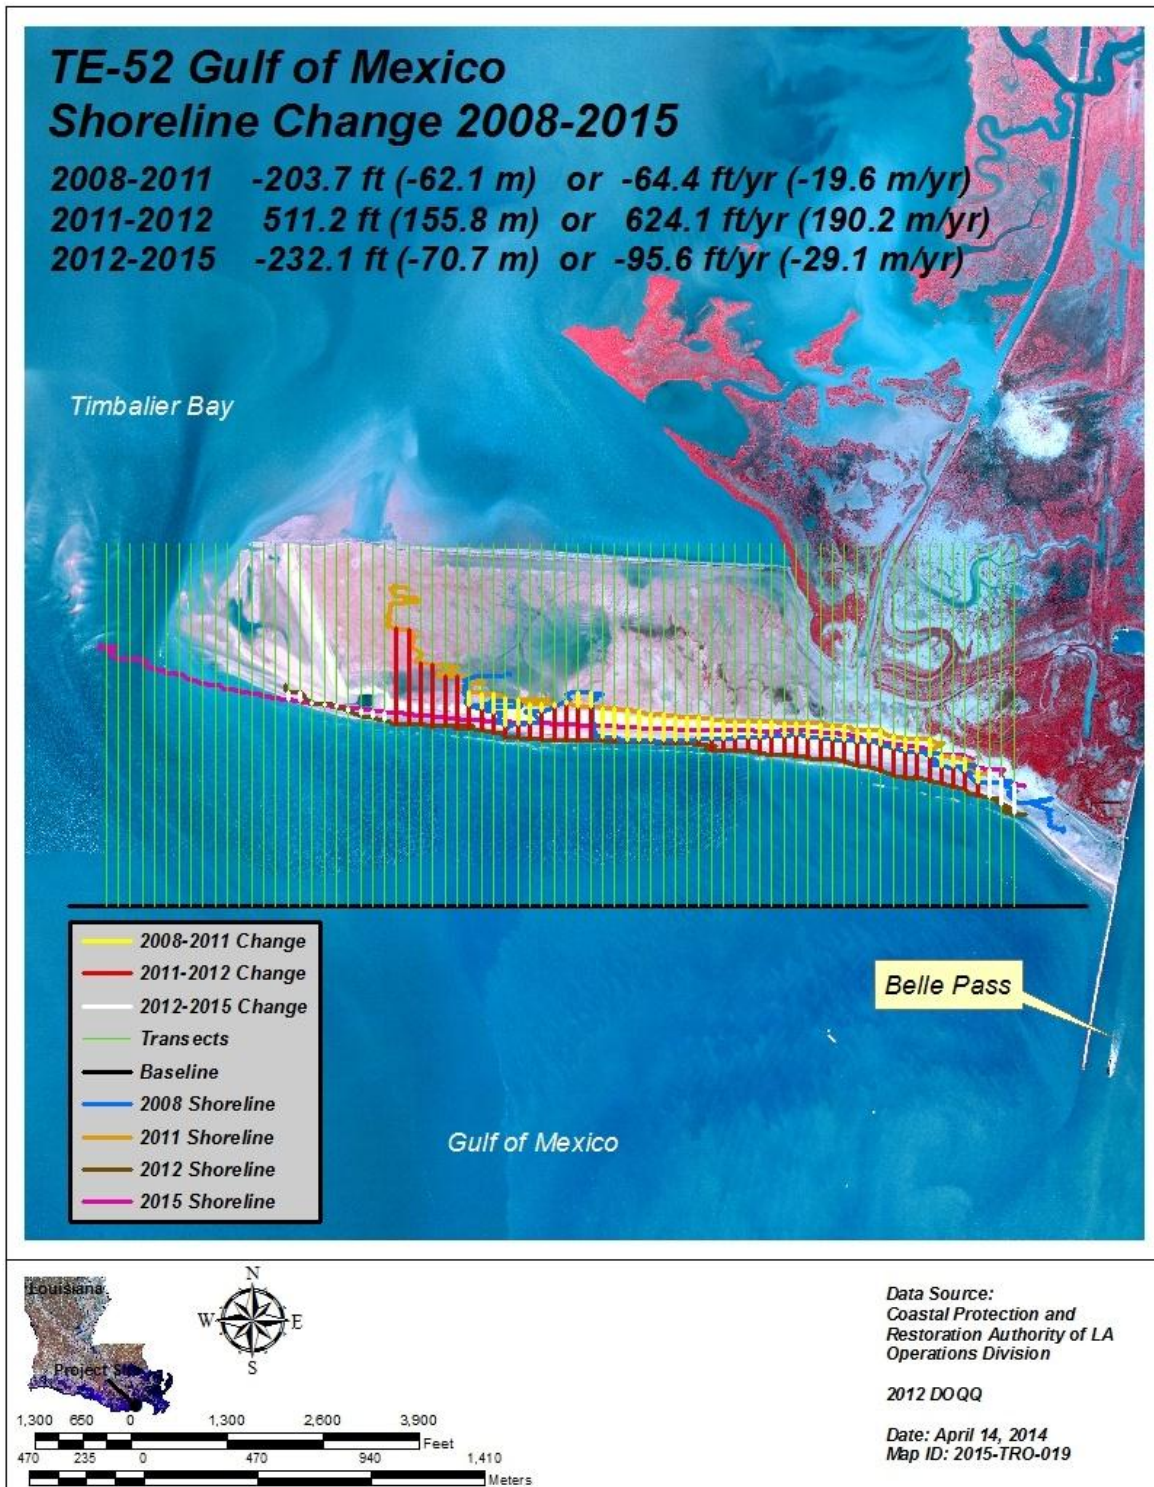 TE-52 Gulf of Mexico
Shoreline Change 2008-2015
2008-2011 -203.7 ft (-62.1 m) or -64.4 ft/yr (-19.6 m/yr)
2011-2012 511.2 ft (155.8 m) or 624.1 ft/yr (190.2 m/yr)
2012-2015 -232.1 ft (-70.7 m) or -95.6 ft/yr (-29.1 m/yr)
Timbalier Bay
2008-2011 Change
2011-2012 Change
2012-2015 Change
Transects
Baseline
2008 Shoreline
2011 Shoreline
2012 Shoreline
2015 Shoreline
Belle Pass
Gulf of Mexico
Louisiana
Project
N
W E
S
1,300 650 0 1,300 2,600 3,900
Feet
470 235 0 470 940 1,410
Meters
Data Source:
Coastal Protection and
Restoration Authority of LA
Operations Division
2012 DOQQ
Date: April 14, 2014
Map ID: 2015-TRO-019